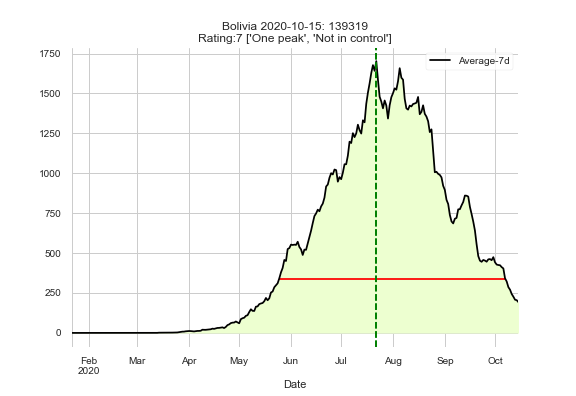 Bolivia 2020-10-15: 139319
Rating:7 ['One peak', 'Not in control']
Average-7d
1750
1500
1250
1000
750
500
250
0
Feb Mar Apr May Jun Jul Aug Sep Oct
2020
Date